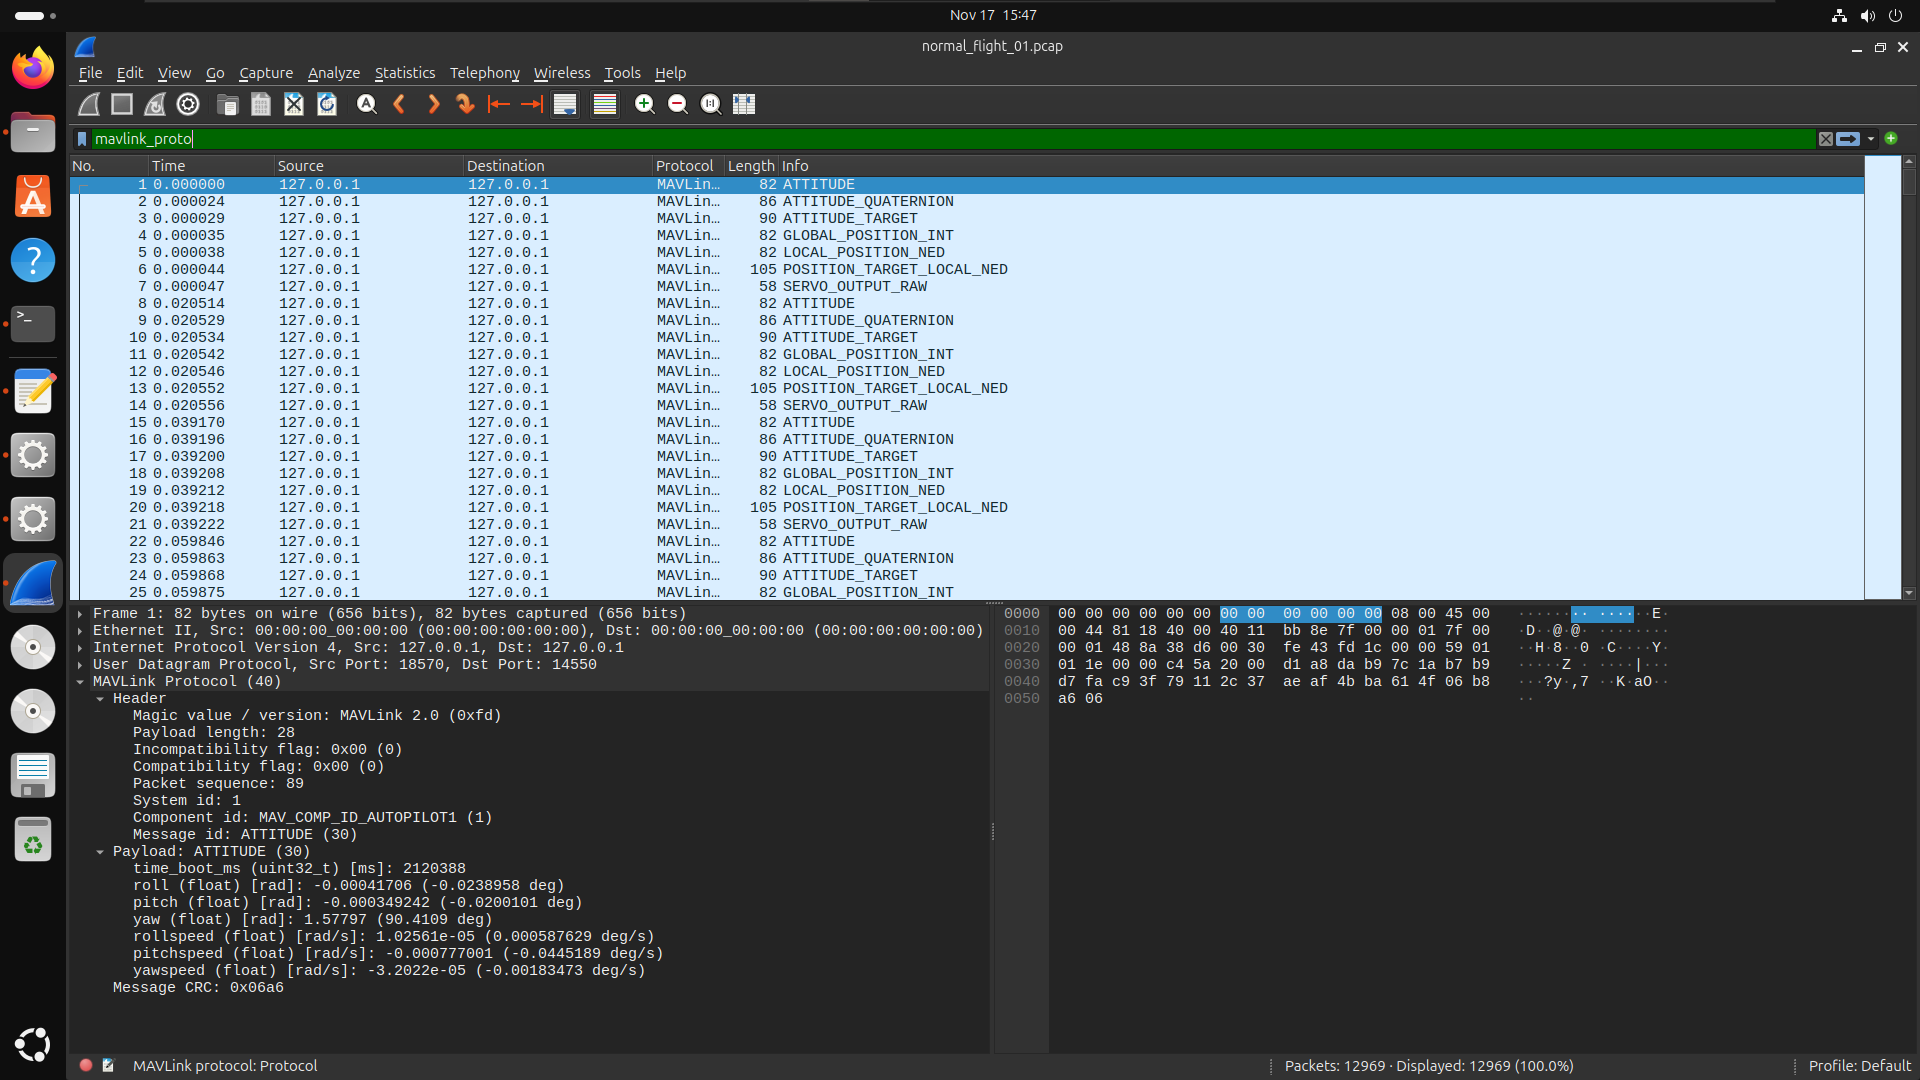 Nov 17 15:47
normal_flight_01.pcap
File Edit View Go Capture Analyze Statistics Telephony Wireless Tools Help
mavlink_proto
No. Time Source Destination Protocol Length Info
1 0.000000 127.0.0.1 127.0.0.1 MAVLin… 82 ATTITUDE
2 0.000024 127.0.0.1 127.0.0.1 MAVLin… 86 ATTITUDE_QUATERNION
3 0.000029 127.0.0.1 127.0.0.1 MAVLin… 90 ATTITUDE_TARGET
4 0.000035 127.0.0.1 127.0.0.1 MAVLin… 82 GLOBAL_POSITION_INT
5 0.000038 127.0.0.1 127.0.0.1 MAVLin… 82 LOCAL_POSITION_NED
6 0.000044 127.0.0.1 127.0.0.1 MAVLin… 105 POSITION_TARGET_LOCAL_NED
7 0.000047 127.0.0.1 127.0.0.1 MAVLin… 58 SERVO_OUTPUT_RAW
8 0.020514 127.0.0.1 127.0.0.1 MAVLin… 82 ATTITUDE
9 0.020529 127.0.0.1 127.0.0.1 MAVLin… 86 ATTITUDE_QUATERNION
10 0.020534 127.0.0.1 127.0.0.1 MAVLin… 90 ATTITUDE_TARGET
11 0.020542 127.0.0.1 127.0.0.1 MAVLin… 82 GLOBAL_POSITION_INT
12 0.020546 127.0.0.1 127.0.0.1 MAVLin… 82 LOCAL_POSITION_NED
13 0.020552 127.0.0.1 127.0.0.1 MAVLin… 105 POSITION_TARGET_LOCAL_NED
14 0.020556 127.0.0.1 127.0.0.1 MAVLin… 58 SERVO_OUTPUT_RAW
15 0.039170 127.0.0.1 127.0.0.1 MAVLin… 82 ATTITUDE
16 0.039196 127.0.0.1 127.0.0.1 MAVLin… 86 ATTITUDE_QUATERNION
17 0.039200 127.0.0.1 127.0.0.1 MAVLin… 90 ATTITUDE_TARGET
18 0.039208 127.0.0.1 127.0.0.1 MAVLin… 82 GLOBAL_POSITION_INT
19 0.039212 127.0.0.1 127.0.0.1 MAVLin… 82 LOCAL_POSITION_NED
20 0.039218 127.0.0.1 127.0.0.1 MAVLin… 105 POSITION_TARGET_LOCAL_NED
21 0.039222 127.0.0.1 127.0.0.1 MAVLin… 58 SERVO_OUTPUT_RAW
22 0.059846 127.0.0.1 127.0.0.1 MAVLin… 82 ATTITUDE
23 0.059863 127.0.0.1 127.0.0.1 MAVLin… 86 ATTITUDE_QUATERNION
24 0.059868 127.0.0.1 127.0.0.1 MAVLin… 90 ATTITUDE_TARGET
25 0.059875 127.0.0.1 127.0.0.1 MAVLin… 82 GLOBAL_POSITION_INT
Frame 1: 82 bytes on wire (656 bits), 82 bytes captured (656 bits)
Ethernet II, Src: 00:00:00_00:00:00 (00:00:00:00:00:00), Dst: 00:00:00_00:00:00 (00:00:00:00:00:00)
Internet Protocol Version 4, Src: 127.0.0.1, Dst: 127.0.0.1
User Datagram Protocol, Src Port: 18570, Dst Port: 14550
MAVLink Protocol (40)
Header
Magic value / version: MAVLink 2.0 (0xfd)
Payload length: 28
Incompatibility flag: 0x00 (0)
Compatibility flag: 0x00 (0)
Packet sequence: 89
System id: 1
Component id: MAV_COMP_ID_AUTOPILOT1 (1)
Message id: ATTITUDE (30)
Payload: ATTITUDE (30)
time_boot_ms (uint32_t) [ms]: 2120388
roll (float) [rad]: -0.00041706 (-0.0238958 deg)
pitch (float) [rad]: -0.000349242 (-0.0200101 deg)
yaw (float) [rad]: 1.57797 (90.4109 deg)
rollspeed (float) [rad/s]: 1.02561e-05 (0.000587629 deg/s)
pitchspeed (float) [rad/s]: -0.000777001 (-0.0445189 deg/s)
yawspeed (float) [rad/s]: -3.2022e-05 (-0.00183473 deg/s)
Message CRC: 0x06a6
0000 00 00 00 00 00 00 00 00 00 00 00 00 08 00 45 00 ········ ······E·
0010 00 44 81 18 40 00 40 11 bb 8e 7f 00 00 01 7f 00 ·D··@·@· ········
0020 00 01 48 8a 38 d6 00 30 fe 43 fd 1c 00 00 59 01 ··H·8··0 ·C····Y·
0030 01 1e 00 00 c4 5a 20 00 d1 a8 da b9 7c 1a b7 b9 ·····Z · ····|···
0040 d7 fa c9 3f 79 11 2c 37 ae af 4b ba 61 4f 06 b8 ···?y·,7 ··K·aO··
0050 a6 06 ··
MAVLink protocol: Protocol
Packets: 12969 · Displayed: 12969 (100.0%)
Profile: Default